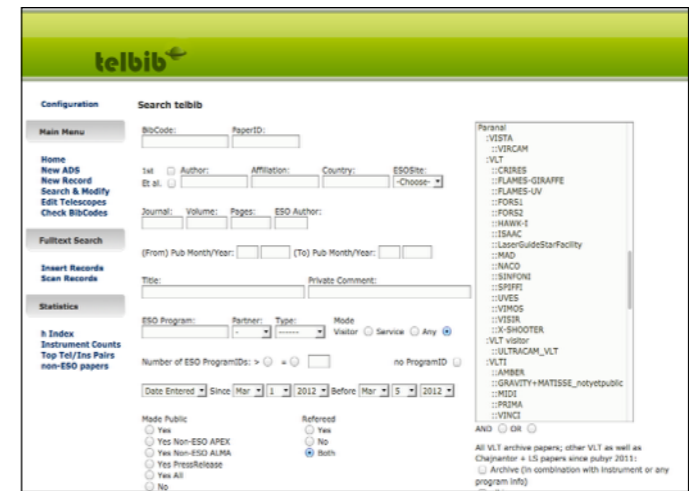 telbib
Configuration
Main Menu
Home
New ADS
New Record
Search & Modify
Edit Telescopes
Check BibCodes
Fulltext Search
Insert Records
Scan Records
Statistics
h Index
Instrument Counts
Top Tel/Ins Pairs
non-ESO papers
Search telbib
BibCode: PaperID:
1st Author: Affiliation: Country: ESOSite:
Et al. -Choose-
Journal: Volume: Pages: ESO Author:
(From) Pub Month/Year: (To) Pub Month/Year:
Title: Private Comment:
ESO Program: Partner: Type: Mode
- ------ Visitor Service Any
Number of ESO ProgramIDs: > = no ProgramID
Date Entered Since Mar 1 2012 Before Mar 5 2012
Made Public Refereed
Yes Yes
Yes Non-ESO APEX No
Yes Non-ESO ALMA Both
Yes PressRelease
Yes All
No
Paranal
:VISTA
::VIRCAM
:VLT
::CRIRES
::FLAMES-GIRAFFE
::FLAMES-UV
::FORS1
::FORS2
::HAWK-I
::ISAAC
::LaserGuideStarFacility
::MAD
::NACO
::SINFONI
::SPIFFI
::UVES
::VIMOS
::VISIR
::X-SHOOTER
:VLT visitor
::ULTRACAM_VLT
:VLTI
::AMBER
::GRAVITY+MATISSE_notyetpublic
::MIDI
::PRIMA
::VINCI
AND OR
All VLT archive papers; other VLT as well as
Chajnantor + LS papers since pubyr 2011:
Archive (in combination with instrument or any
program info)